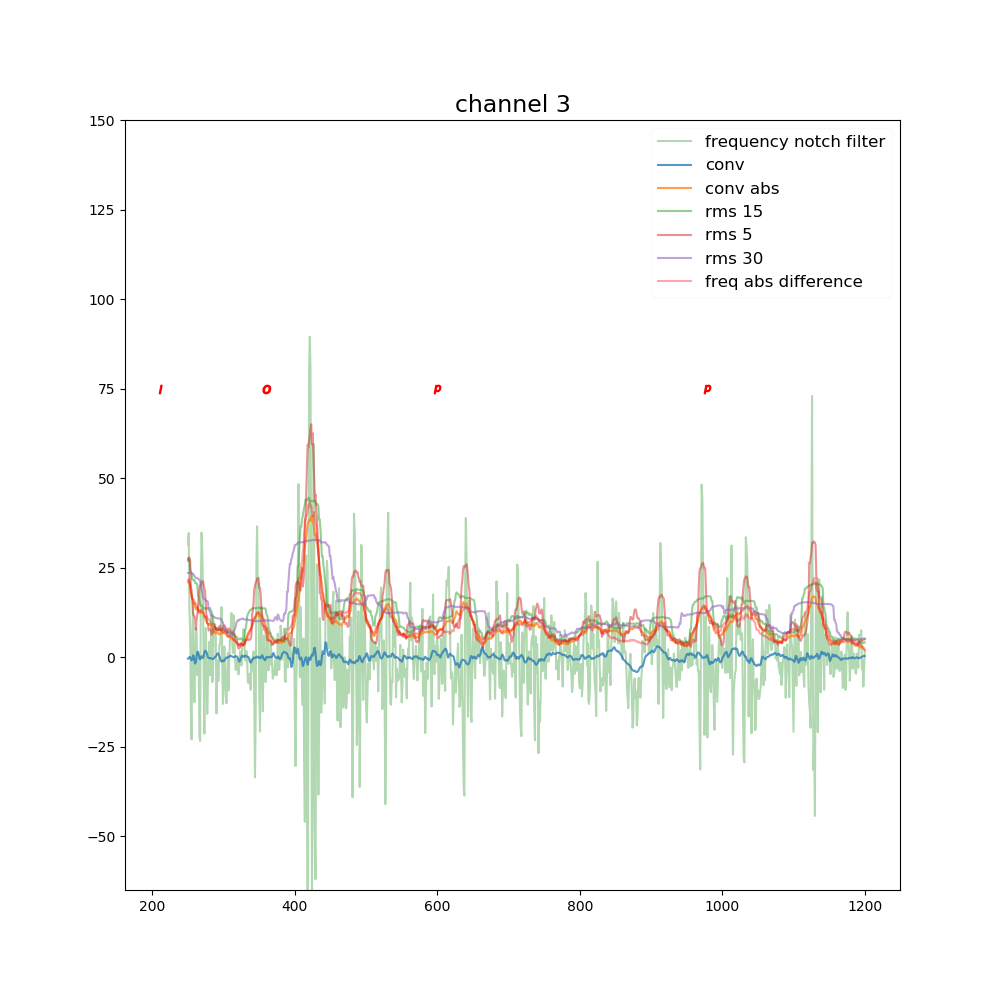 channel 3
150
125
100
75
50
25
0
−25
−50
frequency notch filter
conv
conv abs
rms 15
rms 5
rms 30
freq abs difference
I O P P
200 400 600 800 1000 1200